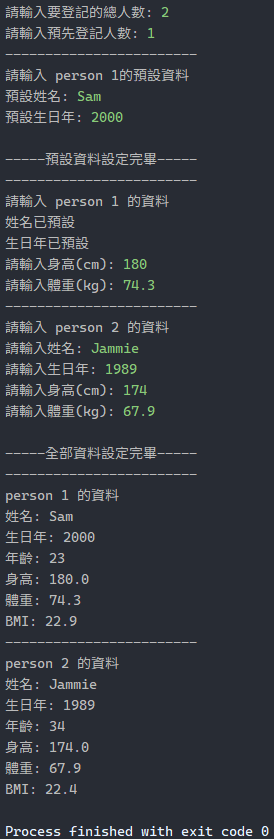 請輸入要登記的總人數: 2
請輸入預先登記人數: 1
------------------------
請輸入 person 1的預設資料
預設姓名: Sam
預設生日年: 2000

-----預設資料設定完畢-----
------------------------
請輸入 person 1 的資料
姓名已預設
生日年已預設
請輸入身高(cm): 180
請輸入體重(kg): 74.3
------------------------
請輸入 person 2 的資料
請輸入姓名: Jammie
請輸入生日年: 1989
請輸入身高(cm): 174
請輸入體重(kg): 67.9

-----全部資料設定完畢-----
------------------------
person 1 的資料
姓名: Sam
生日年: 2000
年齡: 23
身高: 180.0
體重: 74.3
BMI: 22.9
------------------------
person 2 的資料
姓名: Jammie
生日年: 1989
年齡: 34
身高: 174.0
體重: 67.9
BMI: 22.4

Process finished with exit code 0